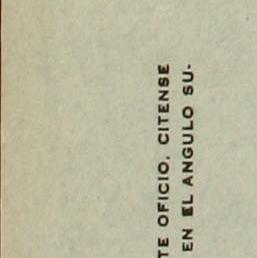 TE OFICIO, CITENSE
EN EL ANGULO SU-